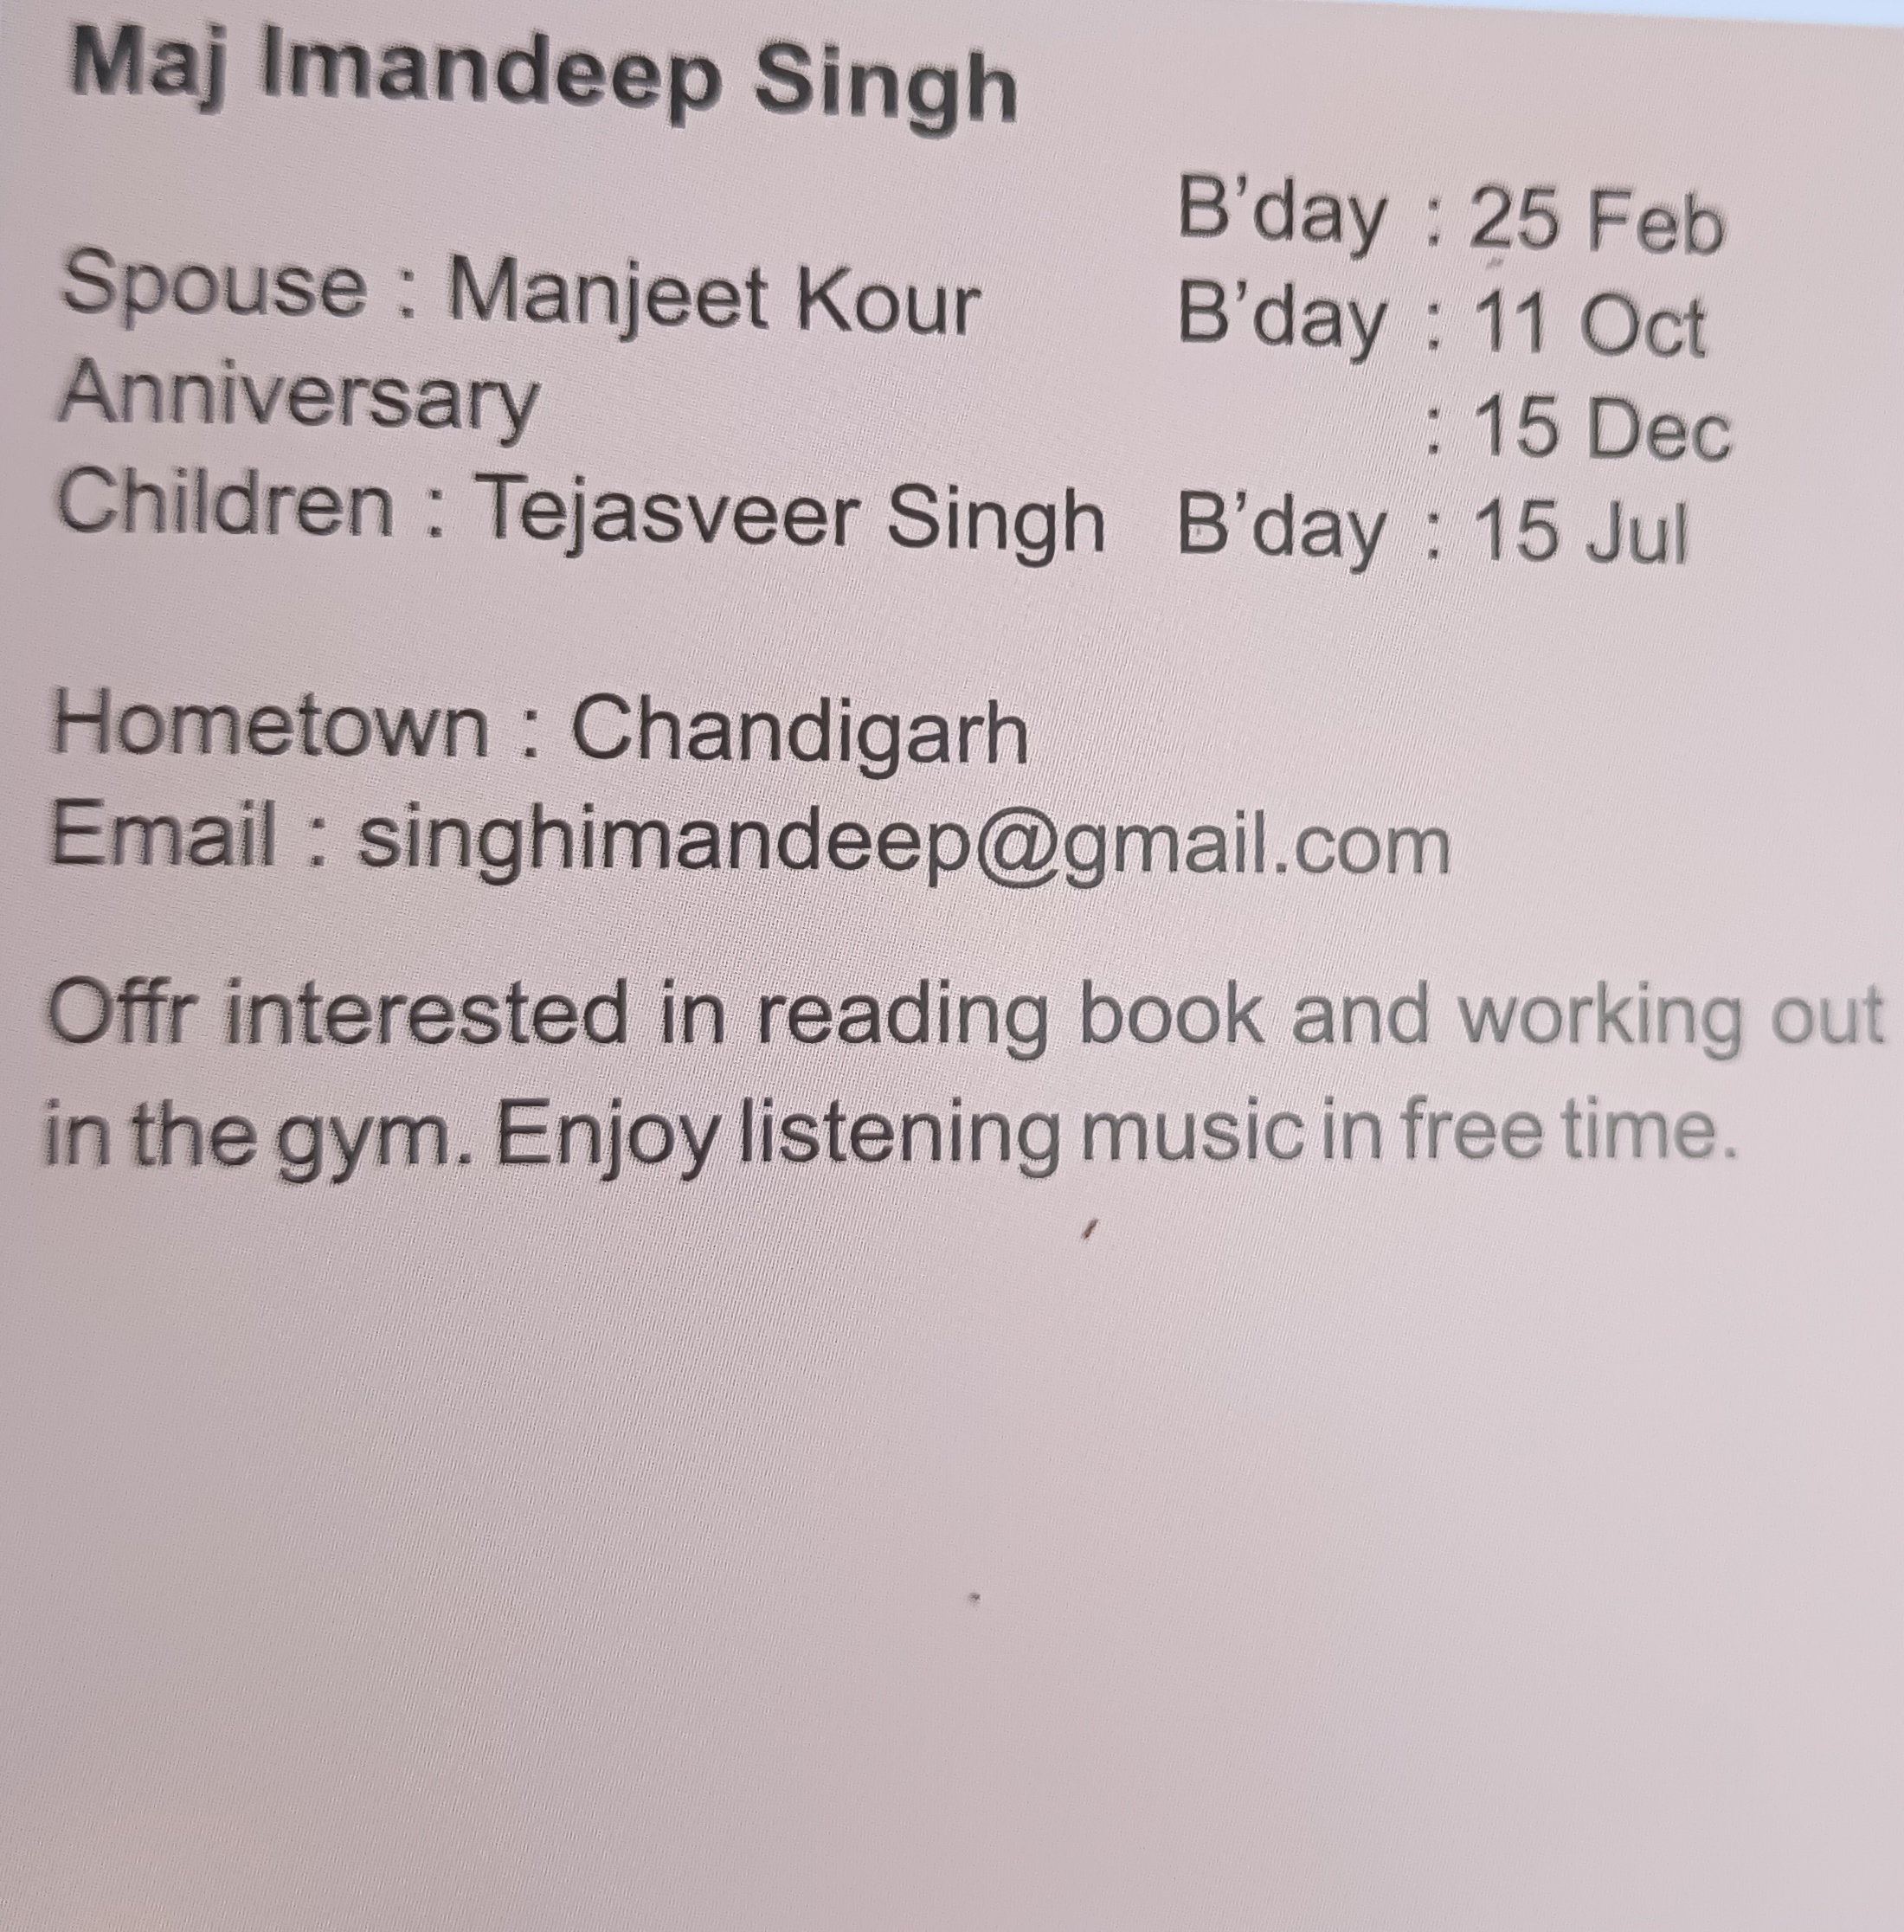 Maj Imandeep Singh
B'day : 25 Feb
Spouse : Manjeet Kour B'day : 11 Oct
Anniversary : 15 Dec
Children : Tejasveer Singh B'day : 15 Jul
Hometown : Chandigarh
Email : singhimandeep@gmail.com
Offr interested in reading book and working out
in the gym. Enjoy listening music in free time.